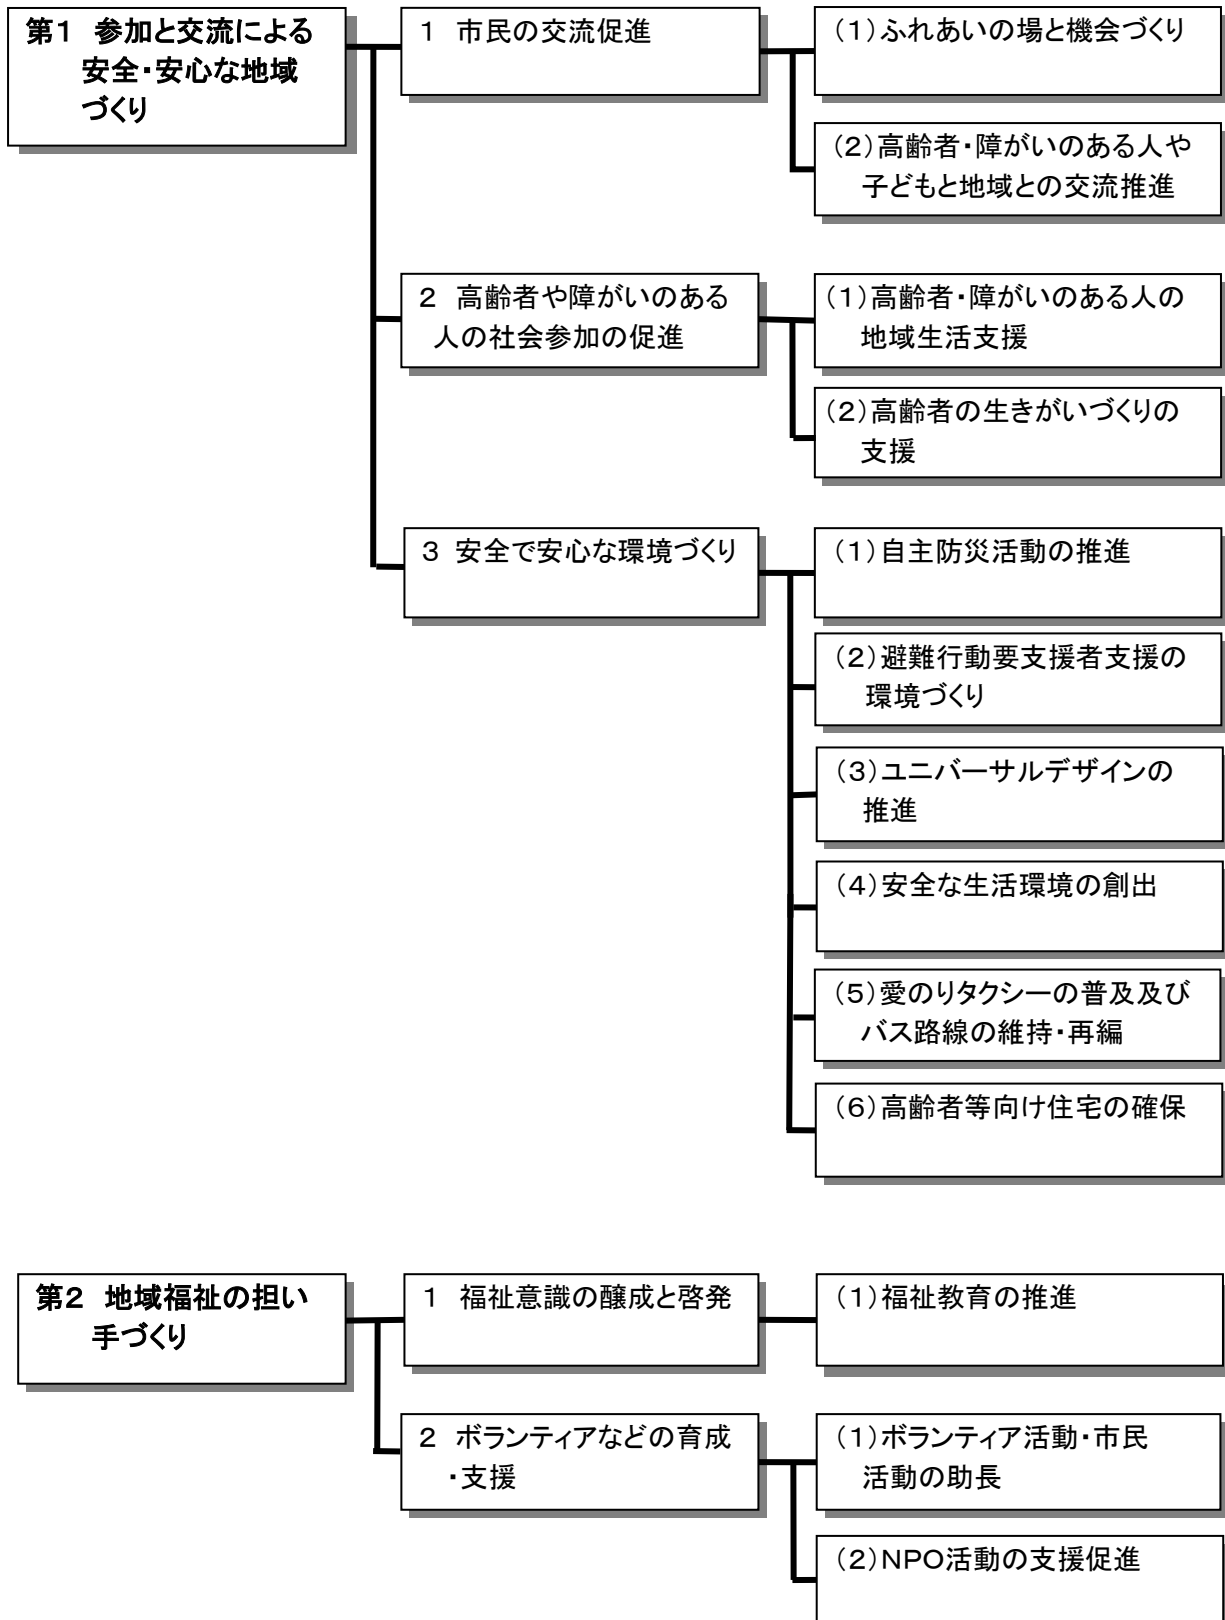 第1 参加と交流による
安全・安心な地域
づくり
1 市民の交流促進
(1)ふれあいの場と機会づくり
(2)高齢者・障がいのある人や
子どもと地域との交流推進
2 高齢者や障がいのある
人の社会参加の促進
(1)高齢者・障がいのある人の
地域生活支援
(2)高齢者の生きがいづくりの
支援
3 安全で安心な環境づくり
(1)自主防災活動の推進
(2)避難行動要支援者支援の
環境づくり
(3)ユニバーサルデザインの
推進
(4)安全な生活環境の創出
(5)愛のりタクシーの普及及び
バス路線の維持・再編
(6)高齢者等向け住宅の確保
第2 地域福祉の担い
手づくり
1 福祉意識の醸成と啓発
(1)福祉教育の推進
2 ボランティアなどの育成
・支援
(1)ボランティア活動・市民
活動の助長
(2)NPO活動の支援促進